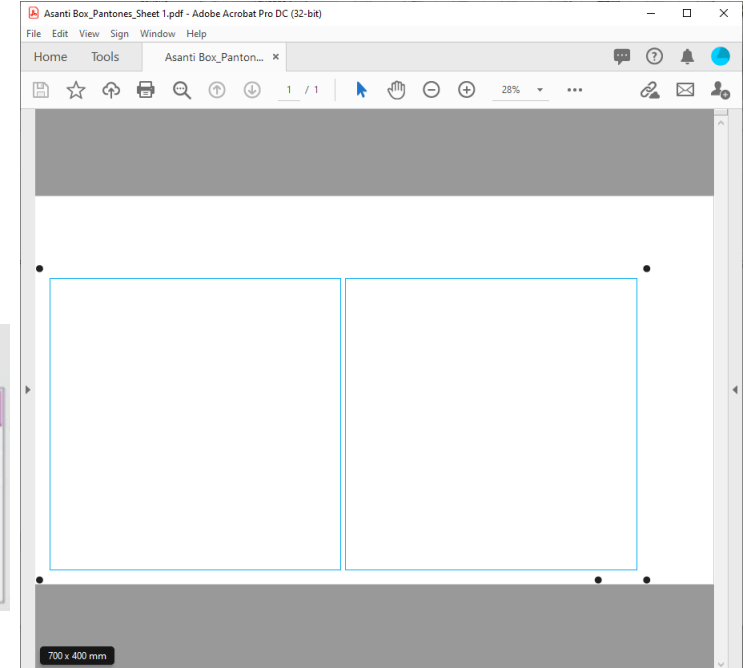 Asanti Box_Pantones_Sheet 1.pdf - Adobe Acrobat Pro DC (32-bit)
File Edit View Sign Window Help
Home Tools Asanti Box_Panton... ×
1 / 1 28%
700 x 400 mm